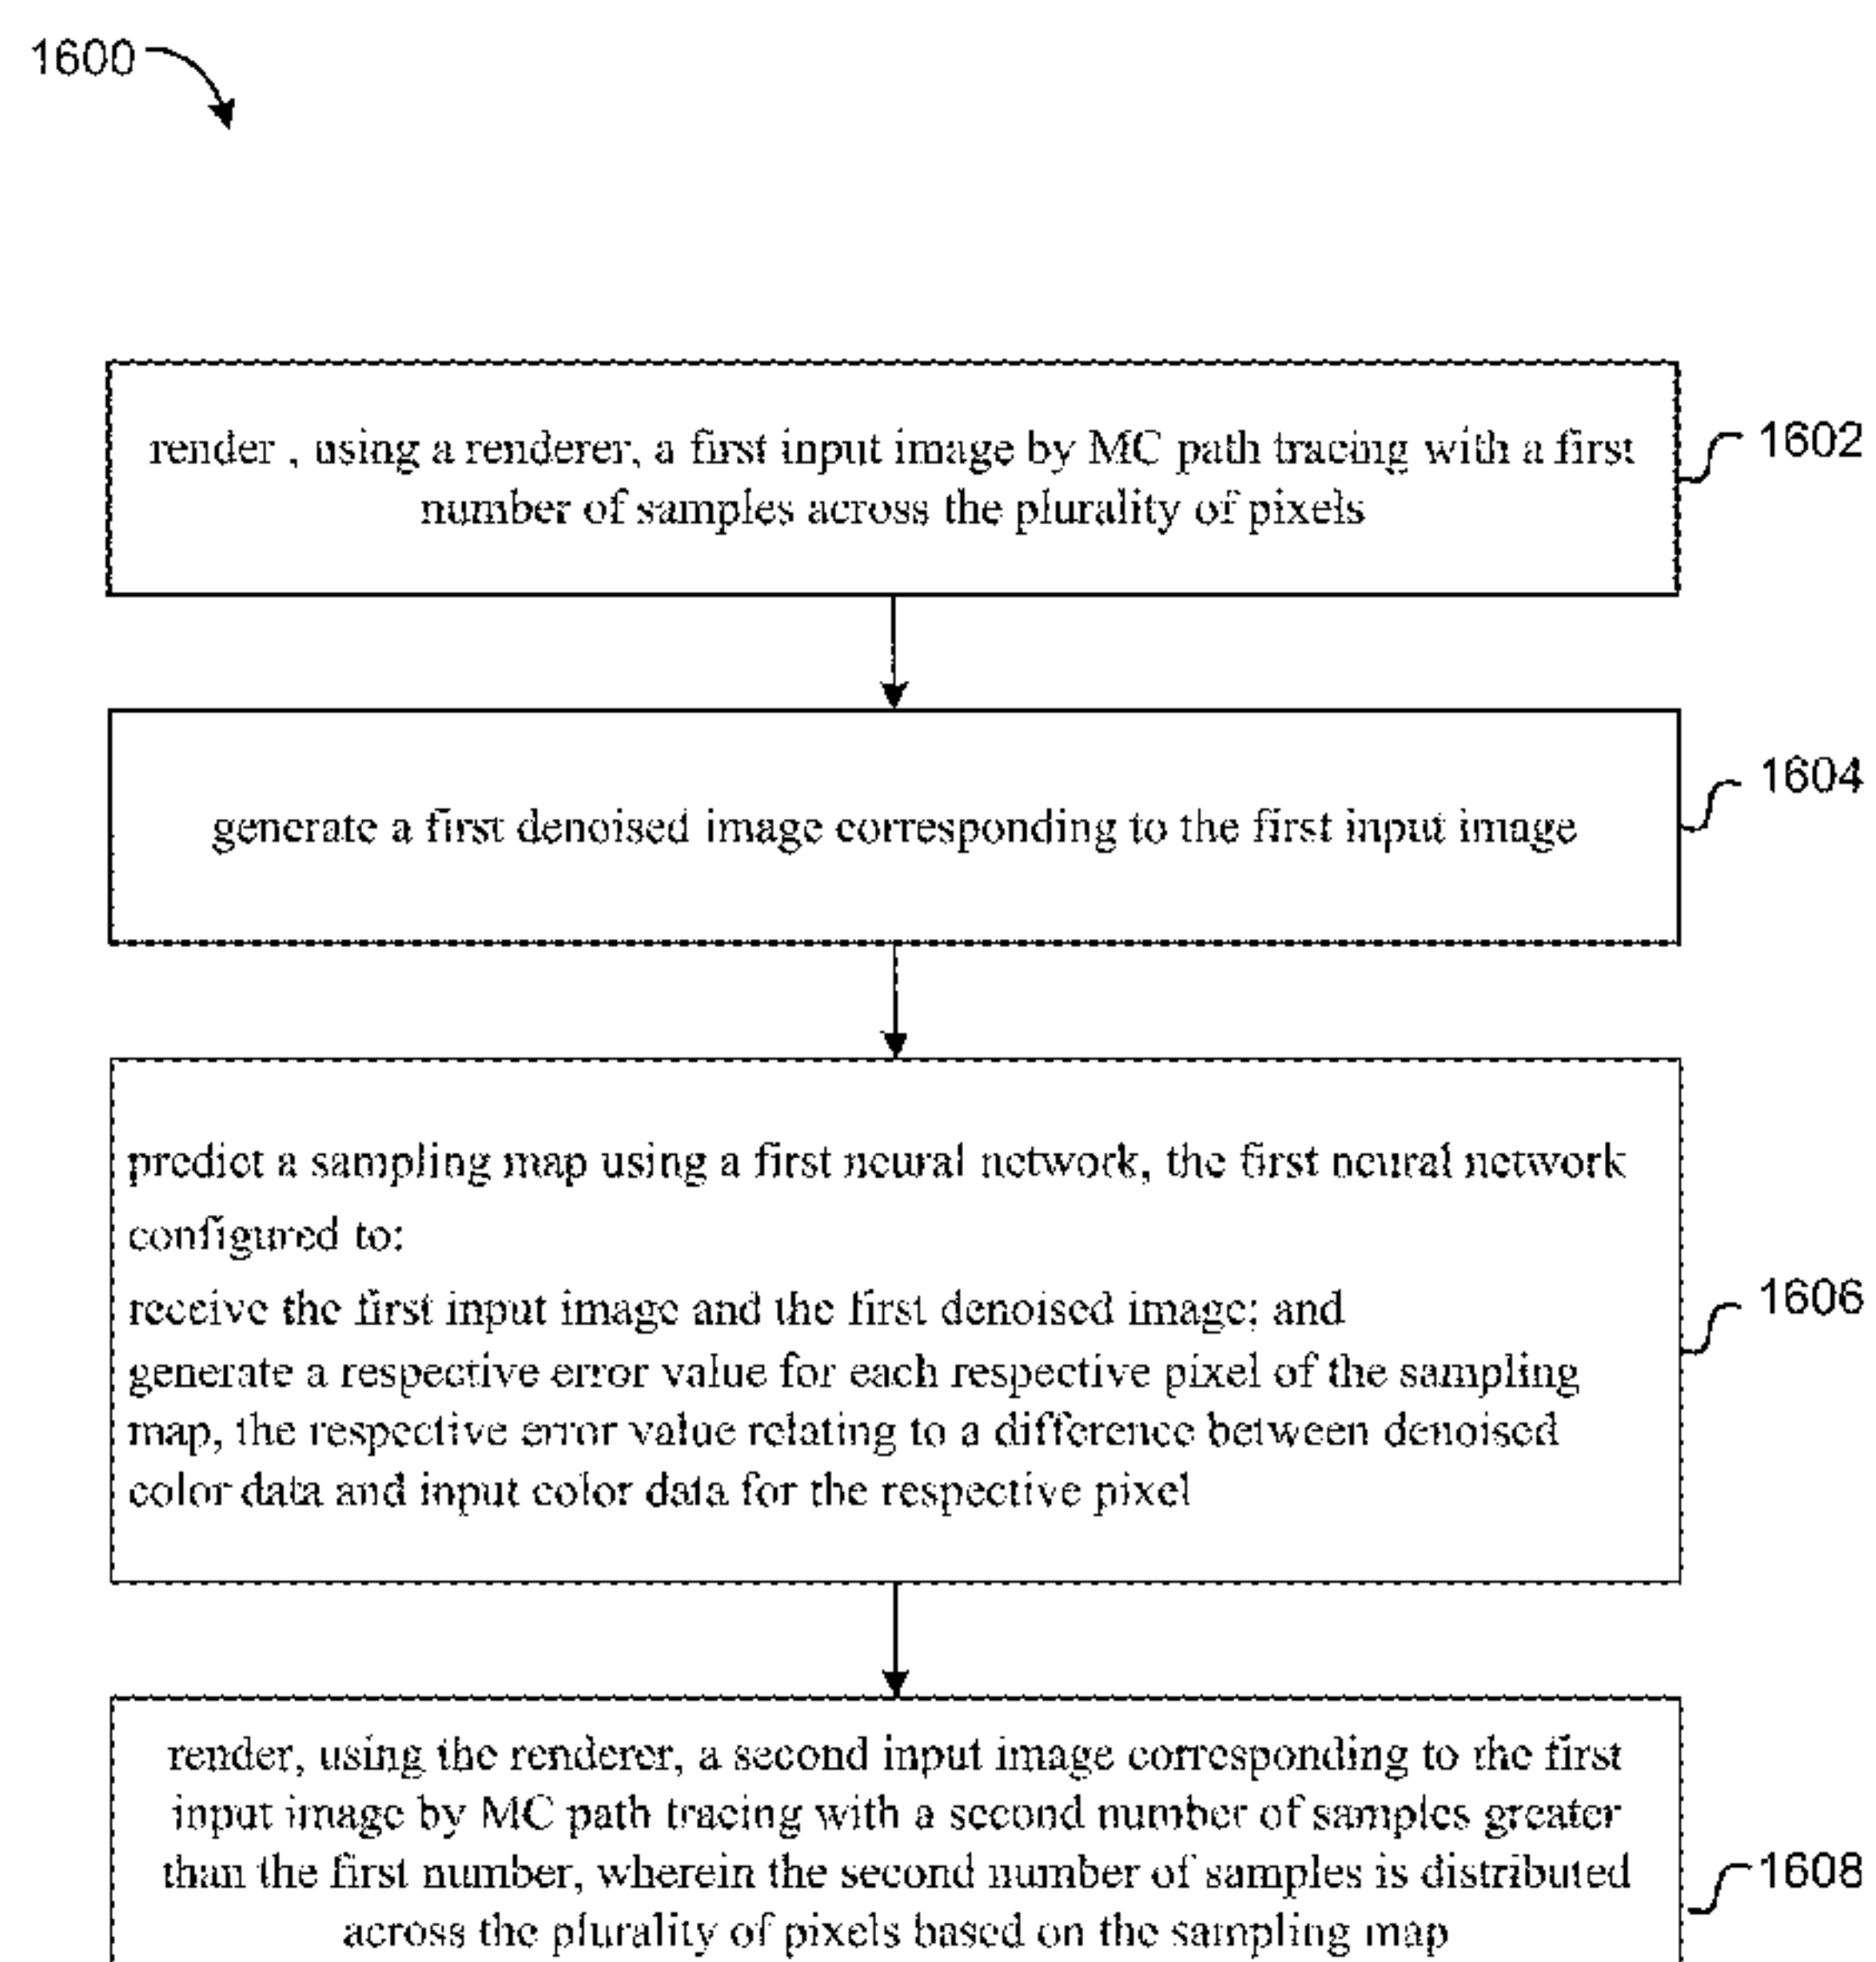 1600
render , using a renderer, a first input image by MC path tracing with a first
number of samples across the plurality of pixels
1602
generate a first denoised image corresponding to the first input image
1604
predict a sampling map using a first neural network, the first neural network
configured to:
receive the first input image and the first denoised image; and
generate a respective error value for each respective pixel of the sampling
map, the respective error value relating to a difference between denoised
color data and input color data for the respective pixel
1606
render, using the renderer, a second input image corresponding to the first
input image by MC path tracing with a second number of samples greater
than the first number, wherein the second number of samples is distributed
across the plurality of pixels based on the sampling map
1608